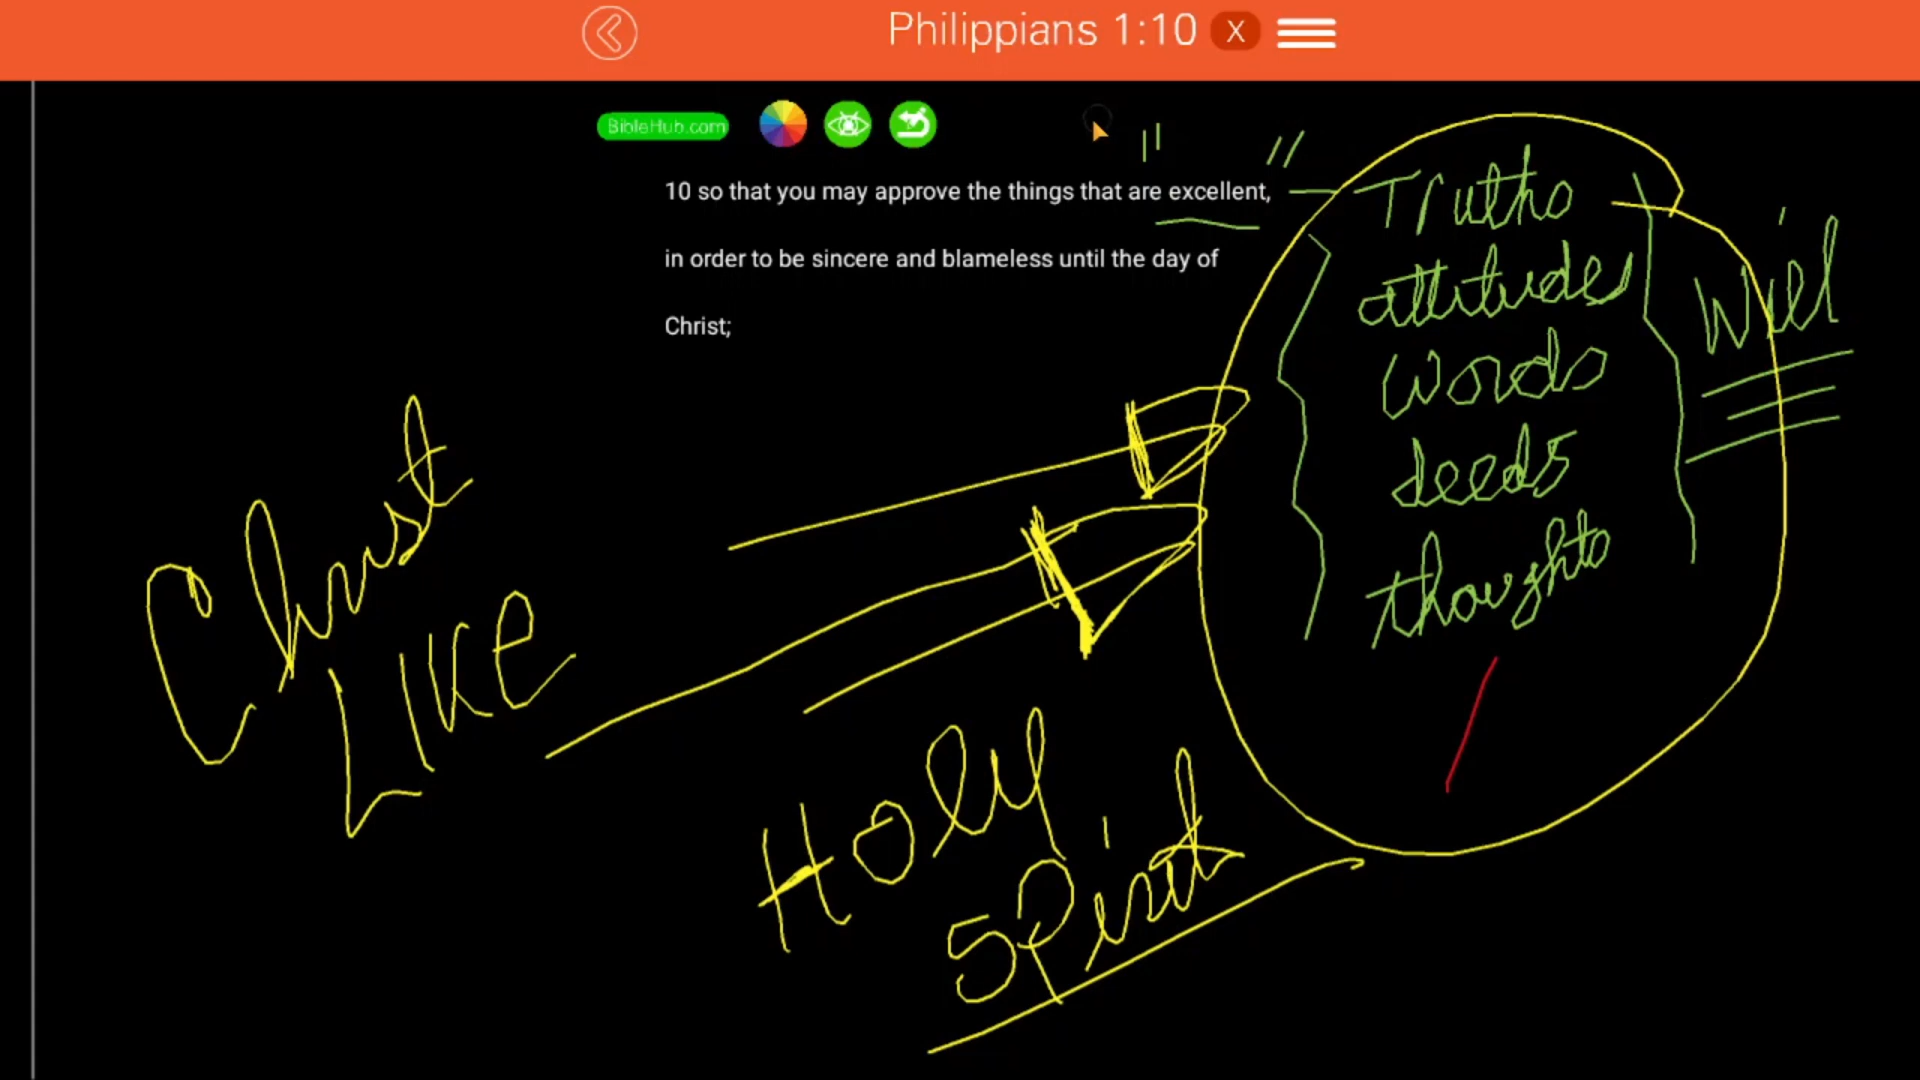 Philippians 1:10 X
BibleHub.com
10 so that you may approve the things that are excellent,
in order to be sincere and blameless until the day of
Christ;
" "
Truths
attitudes
words
deeds
thoughts
Will
Christ
LIKe
Holy
Spirit